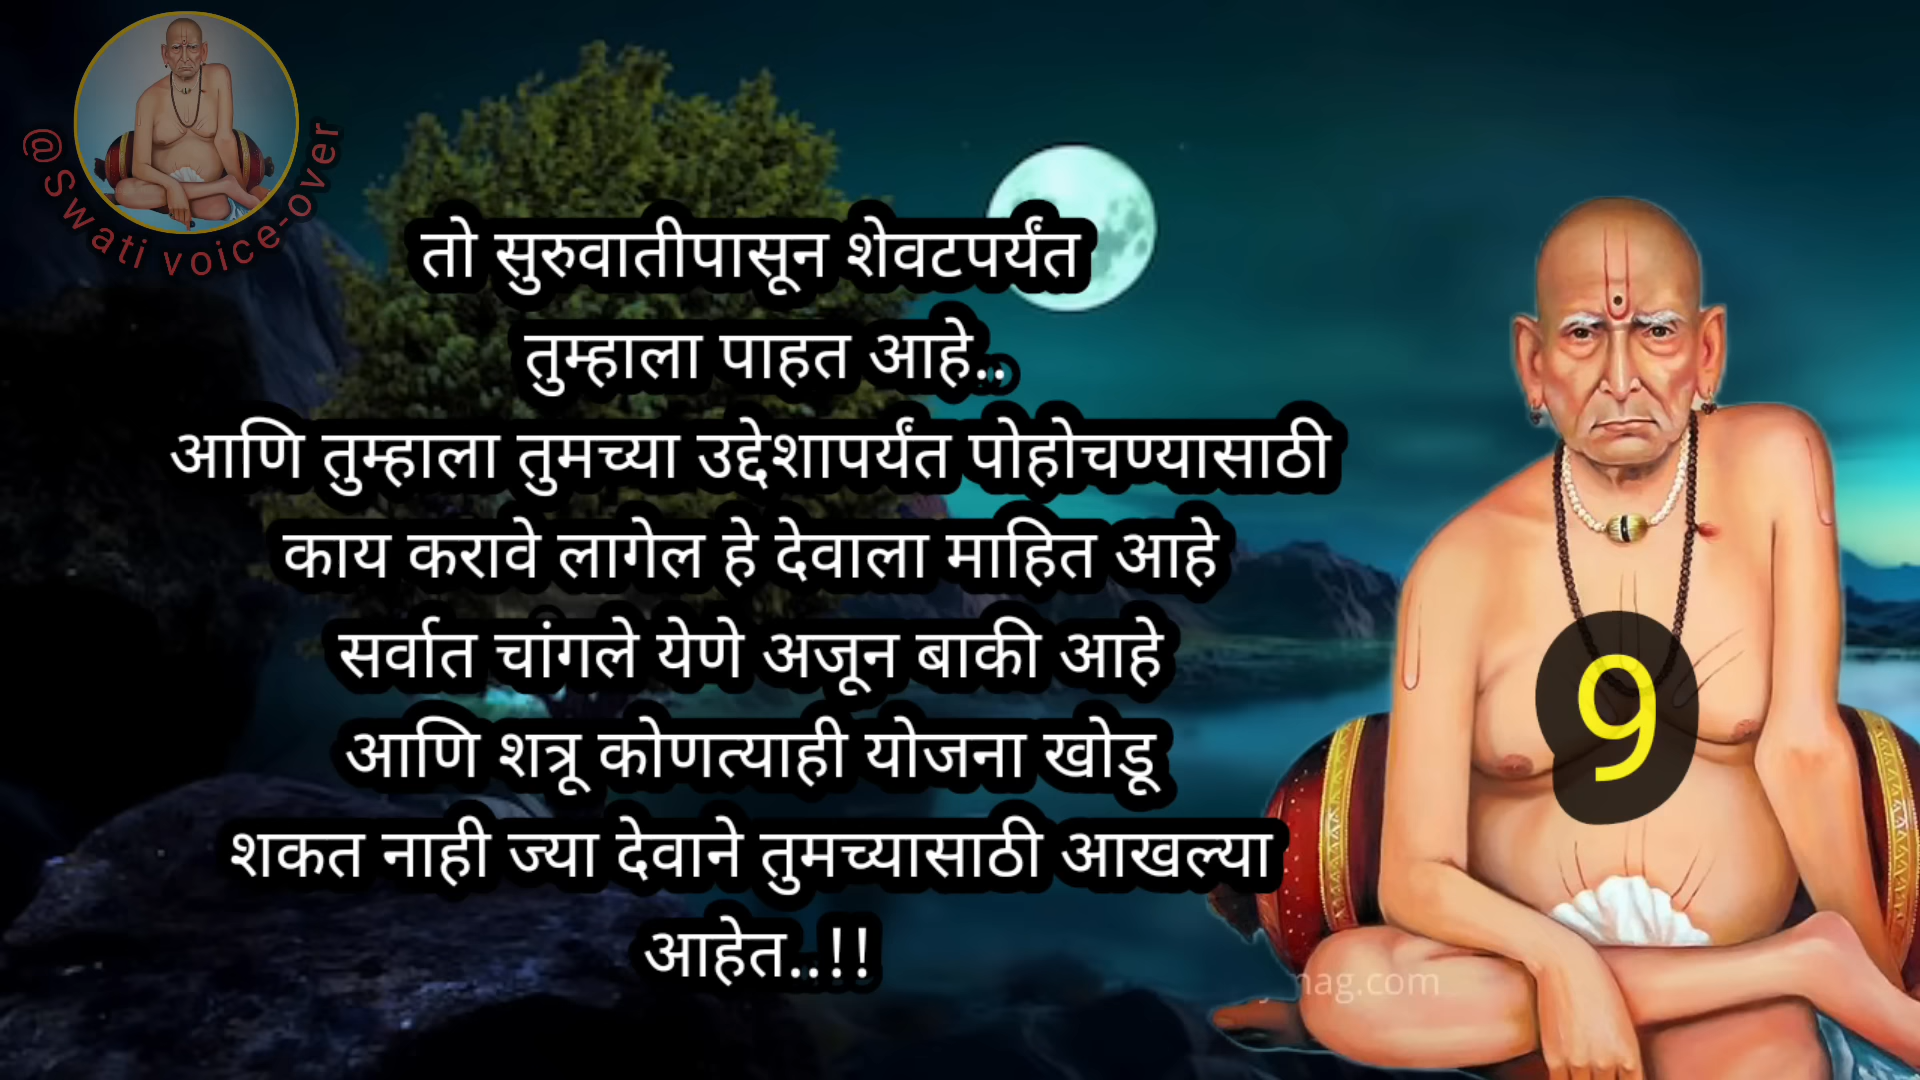 @Swati voice-over
तो सुरुवातीपासून शेवटपर्यंत
तुम्हाला पाहत आहे..
आणि तुम्हाला तुमच्या उद्देशापर्यंत पोहोचण्यासाठी
काय करावे लागेल हे देवाला माहित आहे
सर्वात चांगले येणे अजून बाकी आहे
आणि शत्रू कोणत्याही योजना खोडू
शकत नाही ज्या देवाने तुमच्यासाठी आखल्या
आहेत..!!
9